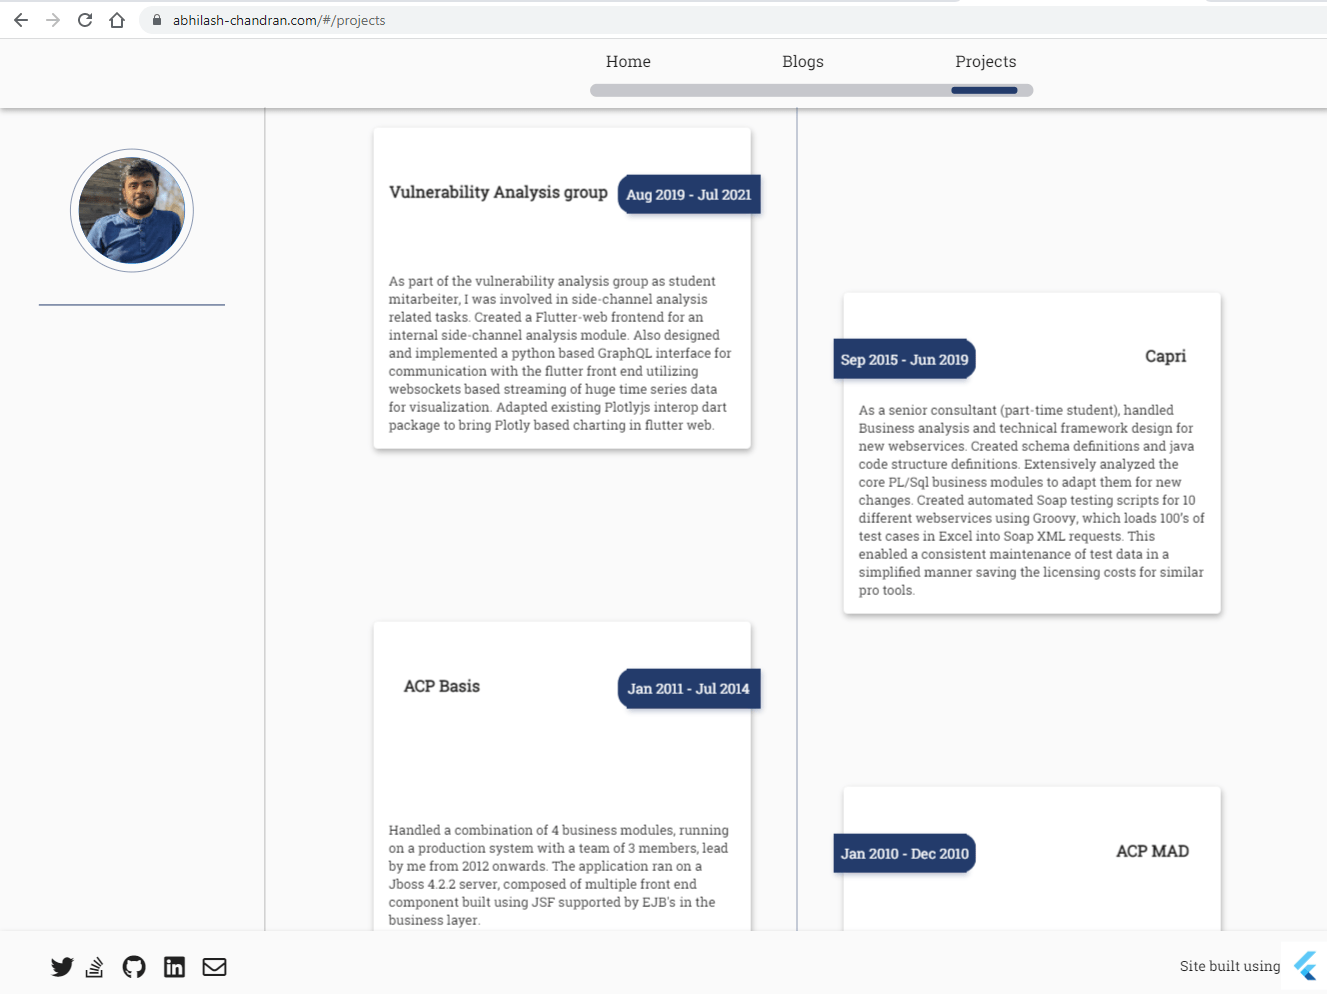 abhilash-chandran.com/#/projects
Home
Blogs
Projects
Vulnerability Analysis group
Aug 2019 - Jul 2021
As part of the vulnerability analysis group as student
mitarbeiter, I was involved in side-channel analysis
related tasks. Created a Flutter-web frontend for an
internal side-channel analysis module. Also designed
and implemented a python based GraphQL interface for
communication with the flutter front end utilizing
websockets based streaming of huge time series data
for visualization. Adapted existing Plotlyjs interop dart
package to bring Plotly based charting in flutter web.
Sep 2015 - Jun 2019
Capri
As a senior consultant (part-time student), handled
Business analysis and technical framework design for
new webservices. Created schema definitions and java
code structure definitions. Extensively analyzed the
core PL/Sql business modules to adapt them for new
changes. Created automated Soap testing scripts for 10
different webservices using Groovy, which loads 100's of
test cases in Excel into Soap XML requests. This
enabled a consistent maintenance of test data in a
simplified manner saving the licensing costs for similar
pro tools.
ACP Basis
Jan 2011 - Jul 2014
Handled a combination of 4 business modules, running
on a production system with a team of 3 members, lead
by me from 2012 onwards. The application ran on a
Jboss 4.2.2 server, composed of multiple front end
component built using JSF supported by EJB's in the
business layer.
Jan 2010 - Dec 2010
ACP MAD
Site built using